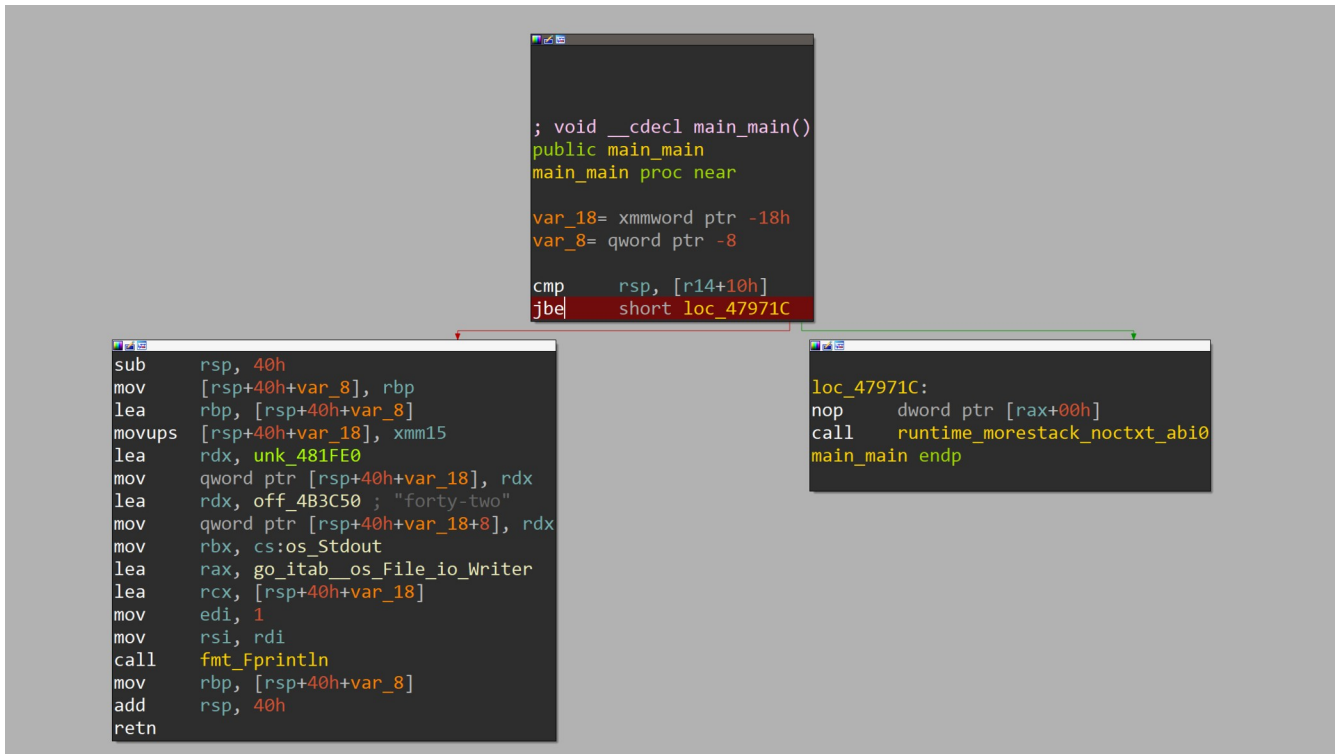 ; void __cdecl main_main()
public main_main
main_main proc near
var_18= xmmword ptr -18h
var_8= qword ptr -8
cmp rsp, [r14+10h]
jbe short loc_47971C
sub rsp, 40h
mov [rsp+40h+var_8], rbp
lea rbp, [rsp+40h+var_8]
movups [rsp+40h+var_18], xmm15
lea rdx, unk_481FE0
mov qword ptr [rsp+40h+var_18], rdx
lea rdx, off_4B3C50 ; "forty-two"
mov qword ptr [rsp+40h+var_18+8], rdx
mov rbx, cs:os_Stdout
lea rax, go_itab__os_File_io_Writer
lea rcx, [rsp+40h+var_18]
mov edi, 1
mov rsi, rdi
call fmt_Fprintln
mov rbp, [rsp+40h+var_8]
add rsp, 40h
retn
loc_47971C:
nop dword ptr [rax+00h]
call runtime_morestack_noctxt_abi0
main_main endp